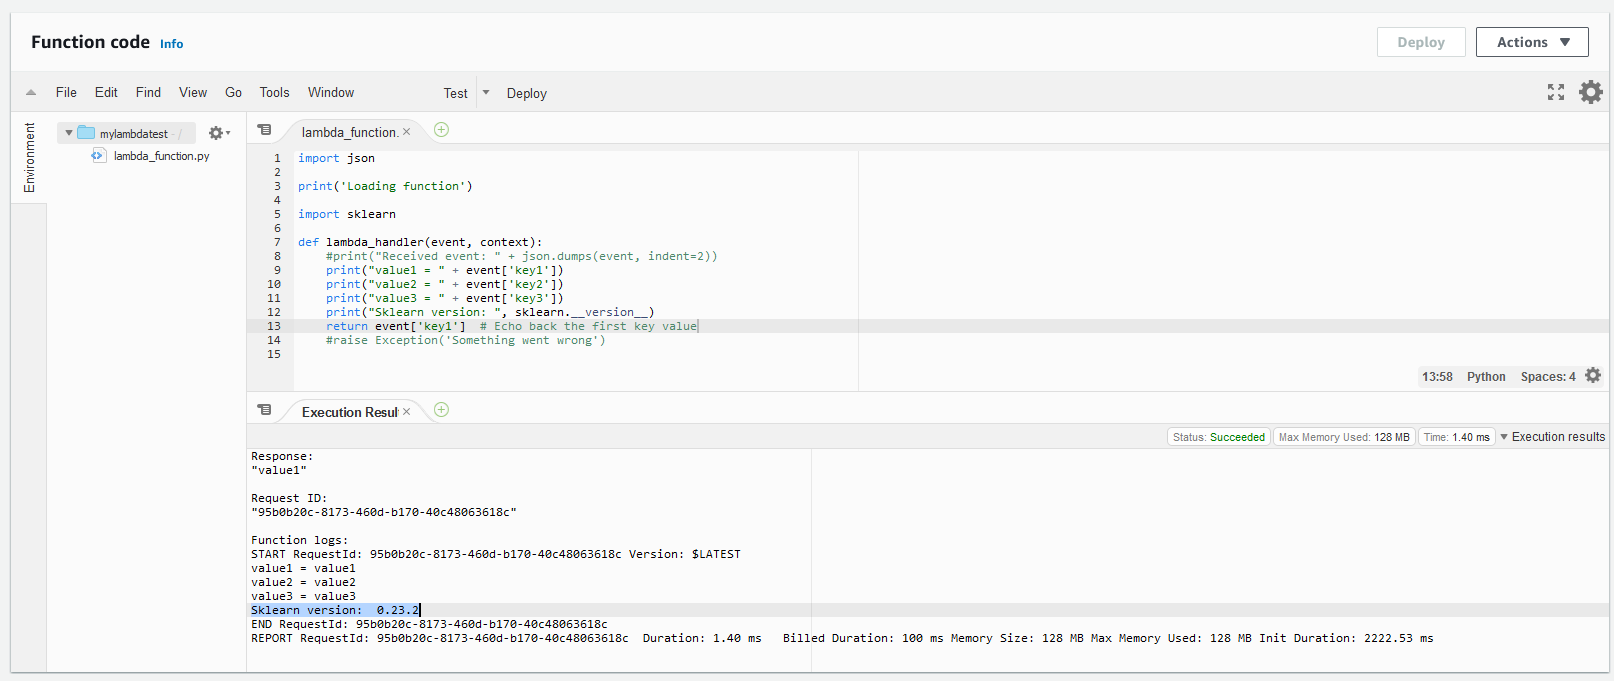 Function code Info
Deploy Actions
File Edit Find View Go Tools Window Test Deploy
Environment
mylambdatest - /
lambda_function.py
lambda_function.
1 import json
2
3 print('Loading function')
4
5 import sklearn
6
7 def lambda_handler(event, context):
8     #print("Received event: " + json.dumps(event, indent=2))
9     print("value1 = " + event['key1'])
10     print("value2 = " + event['key2'])
11     print("value3 = " + event['key3'])
12     print("Sklearn version: ", sklearn.__version__)
13     return event['key1']  # Echo back the first key value
14     #raise Exception('Something went wrong')
15
13:58 Python Spaces: 4
Execution Resul
Status: Succeeded Max Memory Used: 128 MB Time: 1.40 ms Execution results
Response:
"value1"
Request ID:
"95b0b20c-8173-460d-b170-40c48063618c"
Function logs:
START RequestId: 95b0b20c-8173-460d-b170-40c48063618c Version: $LATEST
value1 = value1
value2 = value2
value3 = value3
Sklearn version:  0.23.2
END RequestId: 95b0b20c-8173-460d-b170-40c48063618c
REPORT RequestId: 95b0b20c-8173-460d-b170-40c48063618c  Duration: 1.40 ms   Billed Duration: 100 ms Memory Size: 128 MB Max Memory Used: 128 MB Init Duration: 2222.53 ms